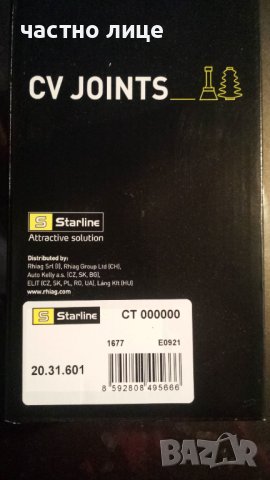 частно лице
CV JOINTS
S Starline
Attractive solution
Distributed by:
Rhiag Srl (I), Rhiag Group Ltd (CH),
Auto Kelly a.s. (CZ, SK, BG),
ELIT (CZ, SK, PL, RO, UA), Láng Kft (HU)
www.rhiag.com
S Starline CT 000000
1677 E0921
20.31.601
8 592808 495666
BAZAR